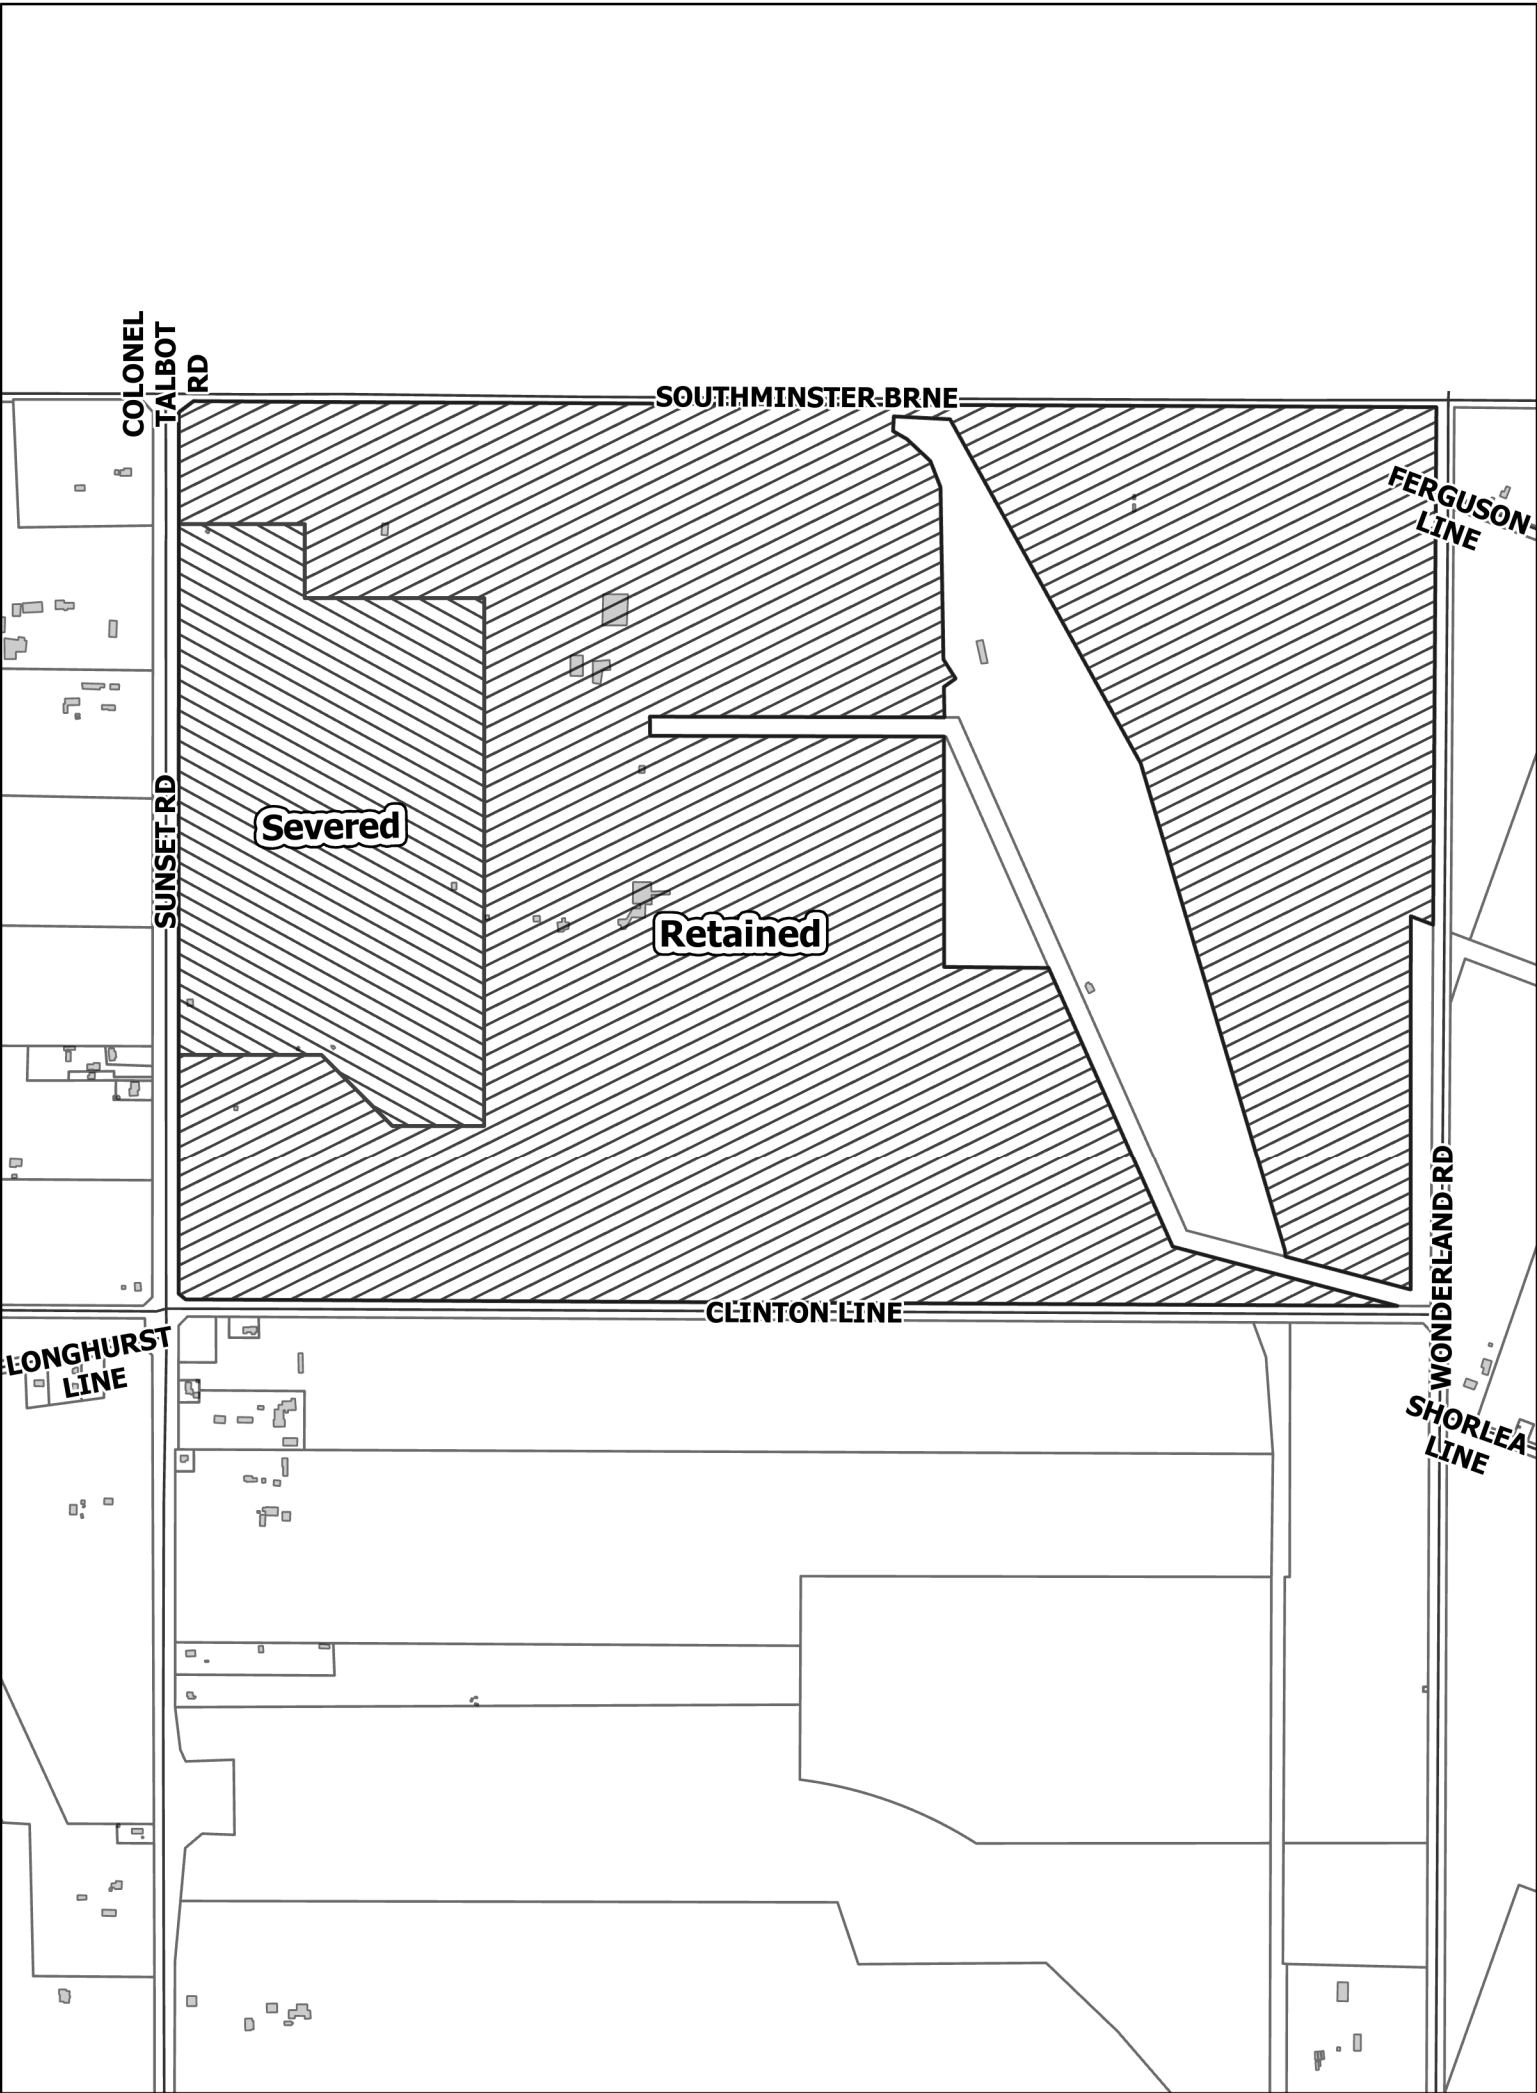 COLONEL
TALBOT
RD
SOUTHMINSTER BRNE
FERGUSON
LINE
SUNSET RD
Severed
Retained
WONDERLAND RD
CLINTON LINE
LONGHURST
LINE
SHORLEA
LINE